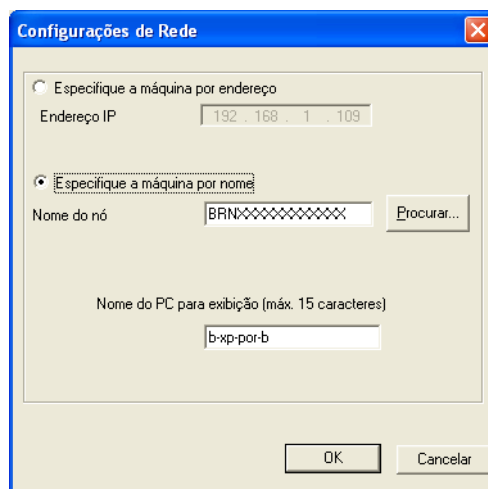 Configurações de Rede
Especifique a máquina por endereço
Endereço IP
192 . 168 . 1 . 109
Especifique a máquina por nome
Nome do nó
BRNXXXXXXXXXXXX
Procurar...
Nome do PC para exibição (máx. 15 caracteres)
b-xp-por-b
OK
Cancelar